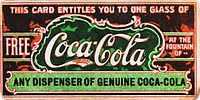 THIS CARD ENTITLES YOU TO ONE GLASS OF
FREE Coca-Cola AT THE
FOUNTAIN
OF
ANY DISPENSER OF GENUINE COCA-COLA